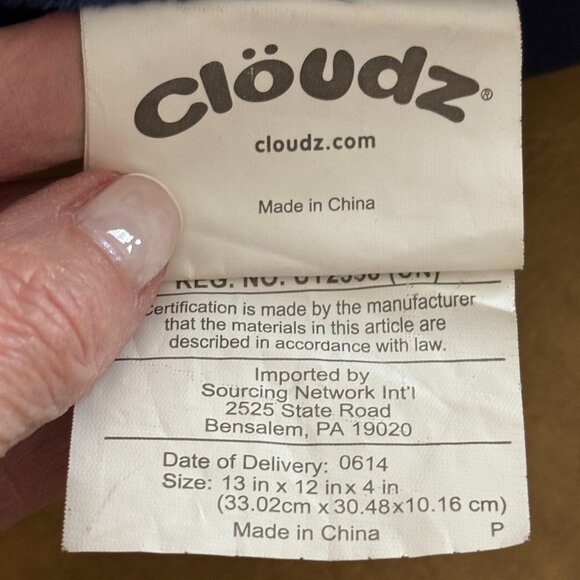 Clöudz®
cloudz.com
Made in China
REG. NO.
Certification is made by the manufacturer
that the materials in this article are
described in accordance with law.
Imported by
Sourcing Network Int'l
2525 State Road
Bensalem, PA 19020
Date of Delivery: 0614
Size: 13 in x 12 in x 4 in
(33.02cm x 30.48x10.16 cm)
Made in China P